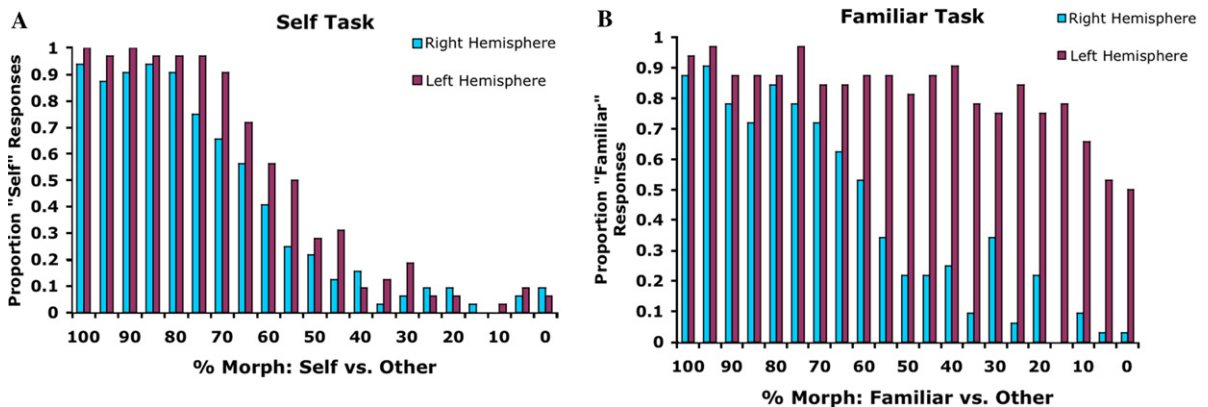 A
Self Task
Right Hemisphere
Left Hemisphere
Proportion "Self" Responses
1
0.9
0.8
0.7
0.6
0.5
0.4
0.3
0.2
0.1
0
100 90 80 70 60 50 40 30 20 10 0
% Morph: Self vs. Other
B
Familiar Task
Right Hemisphere
Left Hemisphere
Proportion "Familiar"
Responses
1
0.9
0.8
0.7
0.6
0.5
0.4
0.3
0.2
0.1
0
100 90 80 70 60 50 40 30 20 10 0
% Morph: Familiar vs. Other